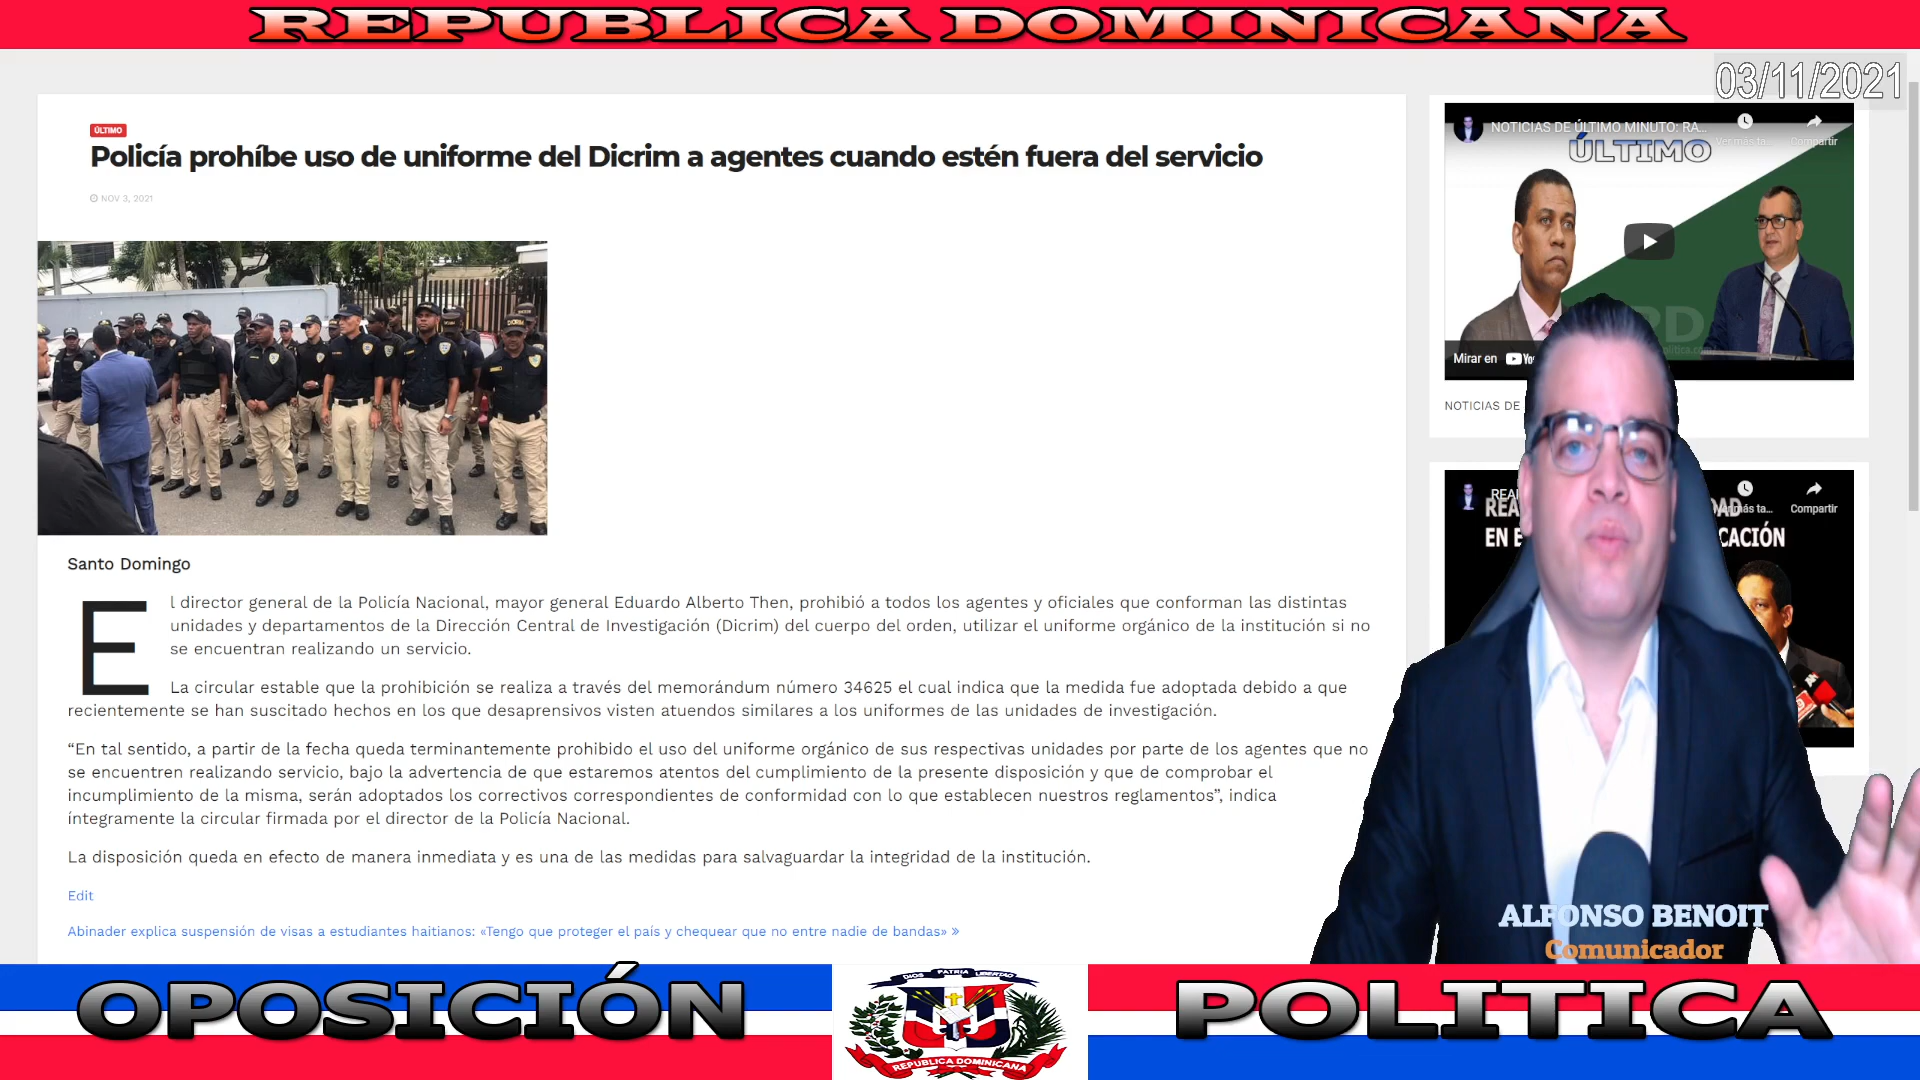 REPUBLICA DOMINICANA
03/11/2021
ÚLTIMO
Policía prohíbe uso de uniforme del Dicrim a agentes cuando estén fuera del servicio
NOV 3, 2021
Santo Domingo
El director general de la Policía Nacional, mayor general Eduardo Alberto Then, prohibió a todos los agentes y oficiales que conforman las distintas
unidades y departamentos de la Dirección Central de Investigación (Dicrim) del cuerpo del orden, utilizar el uniforme orgánico de la institución si no
se encuentran realizando un servicio.
La circular estable que la prohibición se realiza a través del memorándum número 34625 el cual indica que la medida fue adoptada debido a que
recientemente se han suscitado hechos en los que desaprensivos visten atuendos similares a los uniformes de las unidades de investigación.
“En tal sentido, a partir de la fecha queda terminantemente prohibido el uso del uniforme orgánico de sus respectivas unidades por parte de los agentes que no
se encuentren realizando servicio, bajo la advertencia de que estaremos atentos del cumplimiento de la presente disposición y que de comprobar el
incumplimiento de la misma, serán adoptados los correctivos correspondientes de conformidad con lo que establecen nuestros reglamentos”, indica
íntegramente la circular firmada por el director de la Policía Nacional.
La disposición queda en efecto de manera inmediata y es una de las medidas para salvaguardar la integridad de la institución.
Edit
Abinader explica suspensión de visas a estudiantes haitianos: «Tengo que proteger el país y chequear que no entre nadie de bandas» »
NOTICIAS DE ÚLTIMO MINUTO: RA...
Ver más ta... Compartir
ÚLTIMO
Mirar en
NOTICIAS DE
Ver más ta... Compartir
EN E CACIÓN
ALFONSO BENOIT
Comunicador
OPOSICIÓN
DIOS PATRIA LIBERTAD
REPUBLICA DOMINICANA
POLITICA